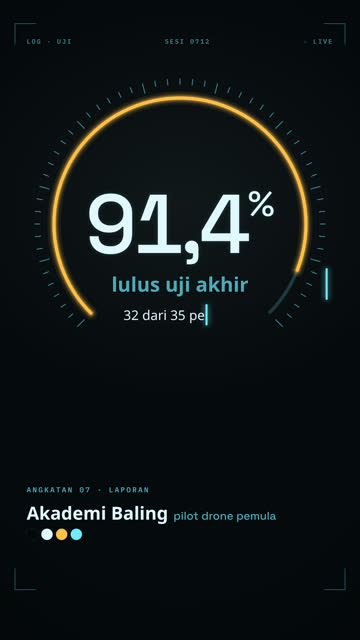 LOG · UJI SESI 0712 · LIVE
91,4%
lulus uji akhir
32 dari 35 pe
ANGKATAN 07 · LAPORAN
Akademi Baling pilot drone pemula